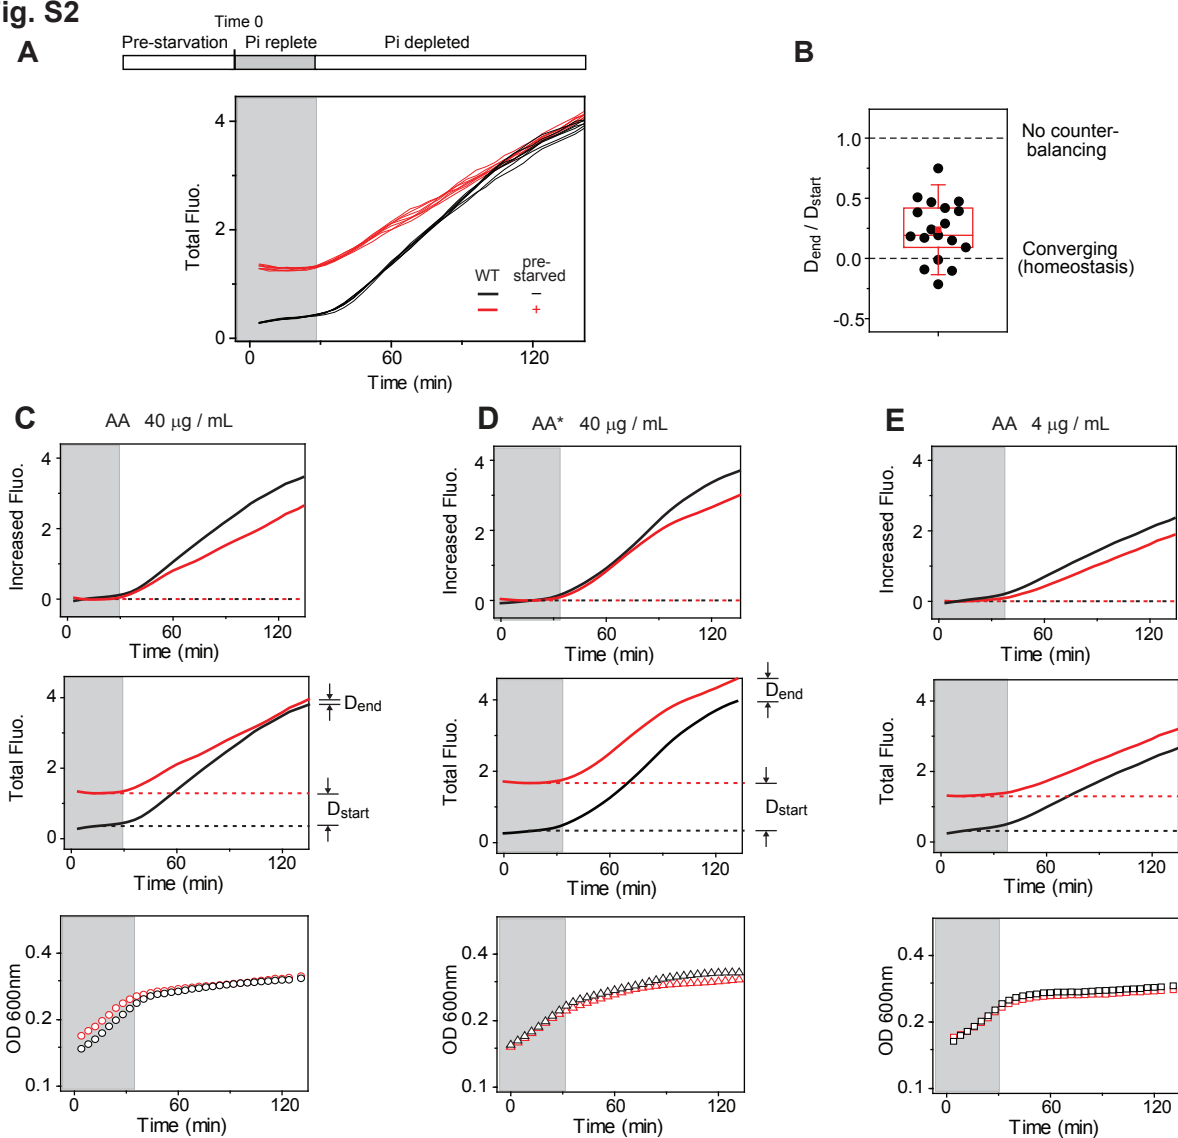 ig. S2
Time 0
A
Pre-starvation
Pi replete
Pi depleted
B
4
2
0
Total Fluo.
WT
pre-
starved
–
+
0
60
120
Time (min)
1.0
0.5
0.0
-0.5
Dend / Dstart
No counter-
balancing
Converging
(homeostasis)
C
AA 40 μg / mL
4
2
0
Increased Fluo.
0
60
120
Time (min)
4
2
0
Total Fluo.
Dend
Dstart
0
60
120
Time (min)
0.4
0.2
0.1
OD 600nm
0
60
120
Time (min)
D
AA* 40 μg / mL
4
2
0
Increased Fluo.
0
60
120
Time (min)
4
2
0
Total Fluo.
Dend
Dstart
0
60
120
Time (min)
0.4
0.2
0.1
OD 600nm
0
60
120
Time (min)
E
AA 4 μg / mL
4
2
0
Increased Fluo.
0
60
120
Time (min)
4
2
0
Total Fluo.
0
60
120
Time (min)
0.4
0.2
0.1
OD 600nm
0
60
120
Time (min)